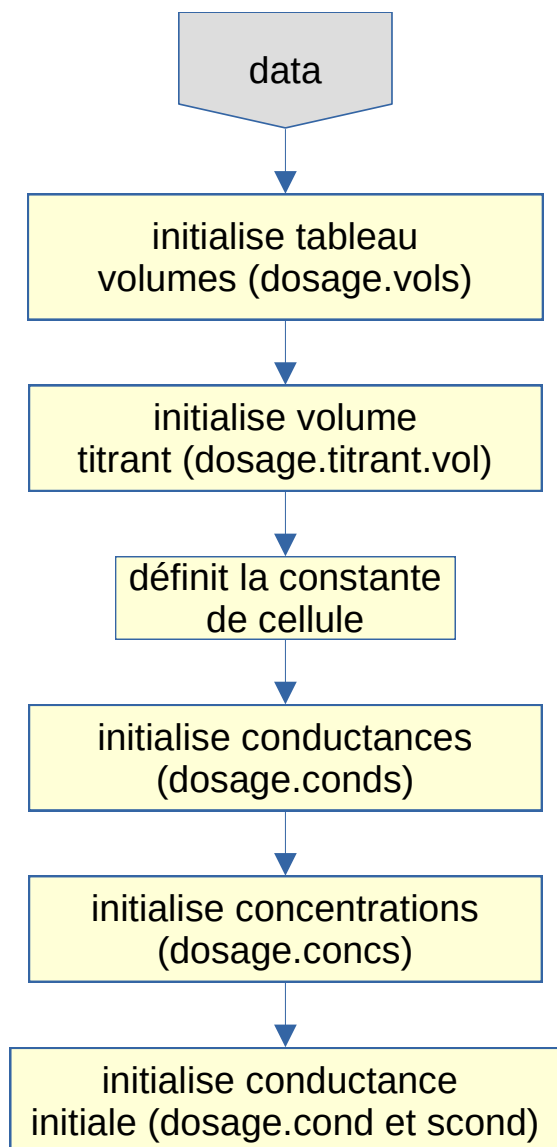 data
initialise tableau
volumes (dosage.vols)
initialise volume
titrant (dosage.titrant.vol)
définit la constante
de cellule
initialise conductances
(dosage.conds)
initialise concentrations
(dosage.concs)
initialise conductance
initiale (dosage.cond et scond)